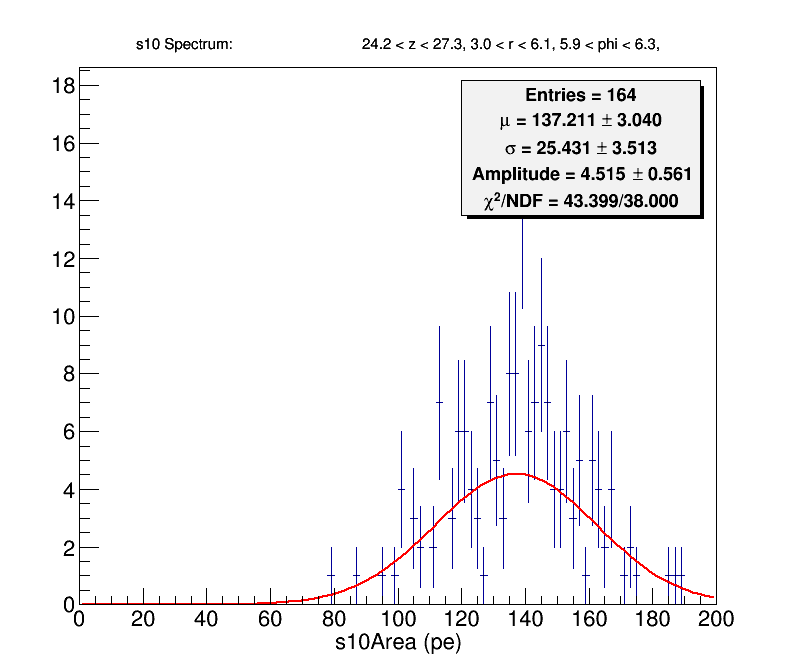 s10 Spectrum: 24.2 < z < 27.3, 3.0 < r < 6.1, 5.9 < phi < 6.3,
Entries = 164
μ = 137.211 ± 3.040
σ = 25.431 ± 3.513
Amplitude = 4.515 ± 0.561
χ²/NDF = 43.399/38.000
18
16
14
12
10
8
6
4
2
0
0 20 40 60 80 100 120 140 160 180 200
s10Area (pe)